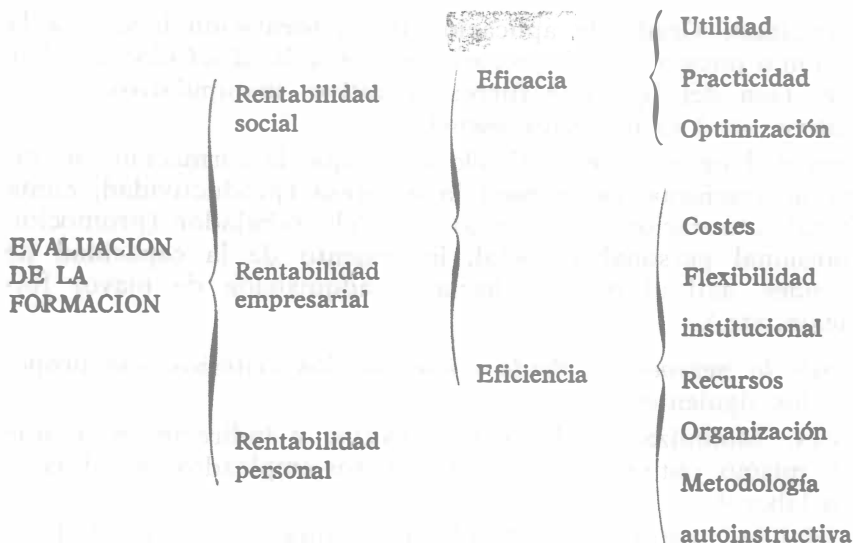 EVALUACION
DE LA
FORMACION
Rentabilidad
social
Rentabilidad
empresarial
Rentabilidad
personal
Eficacia
Eficiencia
Utilidad
Practicidad
Optimización
Costes
Flexibilidad
institucional
Recursos
Organización
Metodología
autoinstructiva